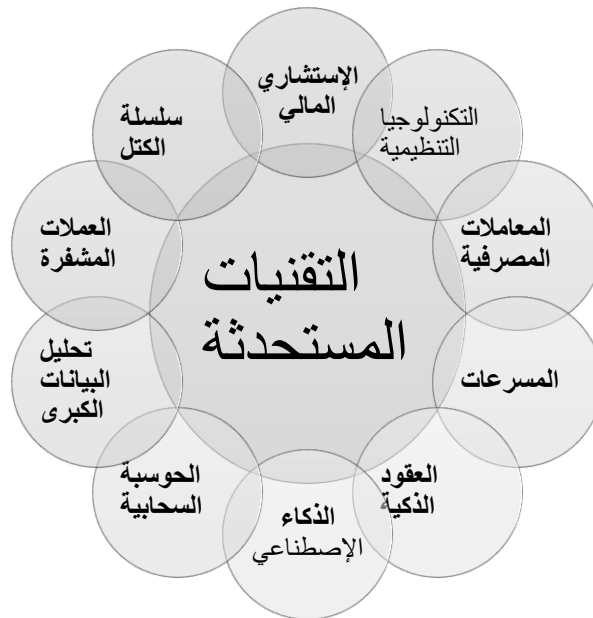 الإستشاري
المالي
التكنولوجيا
التنظيمية
المعاملات
المصرفية
المسرعات
العقود
الذكية
الذكاء
الإصطناعي
الحوسبة
السحابية
تحليل
البيانات
الكبرى
العملات
المشفرة
سلسلة
الكتل
التقنيات
المستحدثة